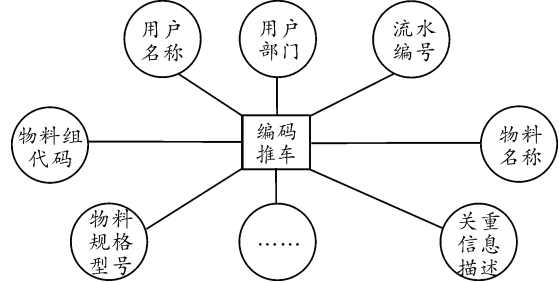 用户
名称
用户
部门
流水
编号
物料组
代码
编码
推车
物料
名称
物料
规格
型号
……
关重
信息
描述